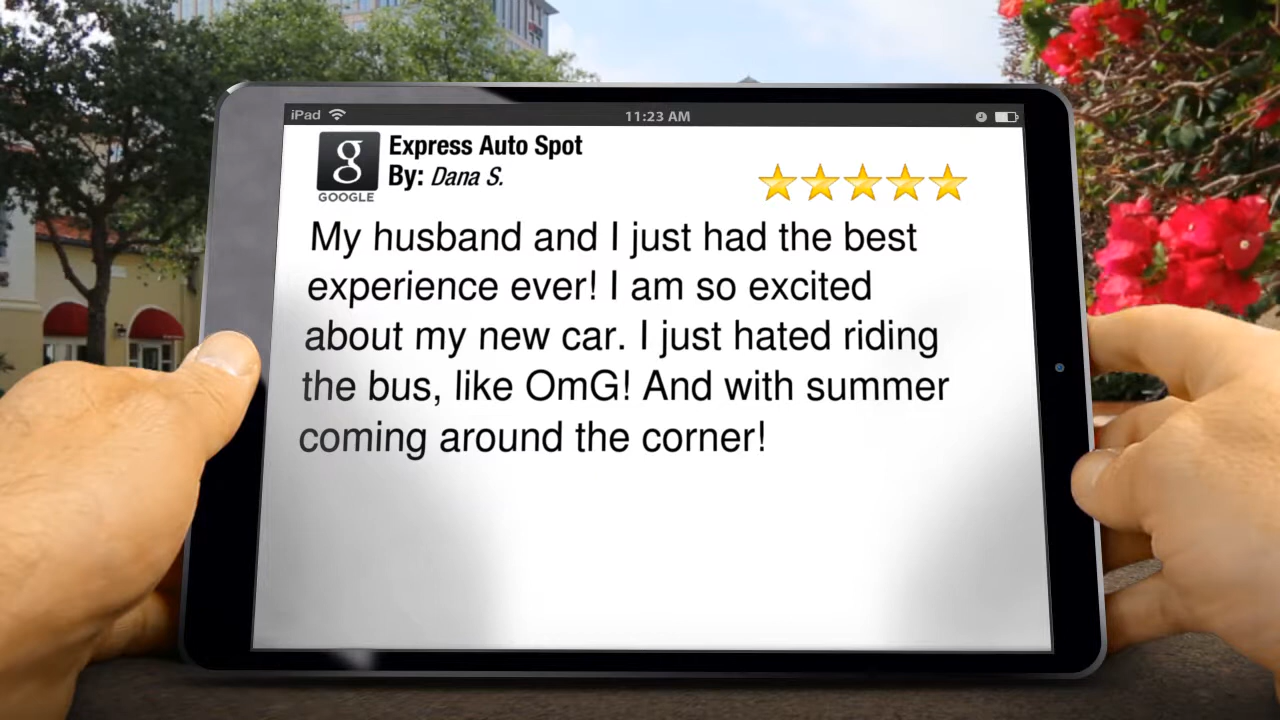 iPad 11:23 AM
g
GOOGLE
Express Auto Spot
By: Dana S.
My husband and I just had the best
experience ever! I am so excited
about my new car. I just hated riding
the bus, like OmG! And with summer
coming around the corner!